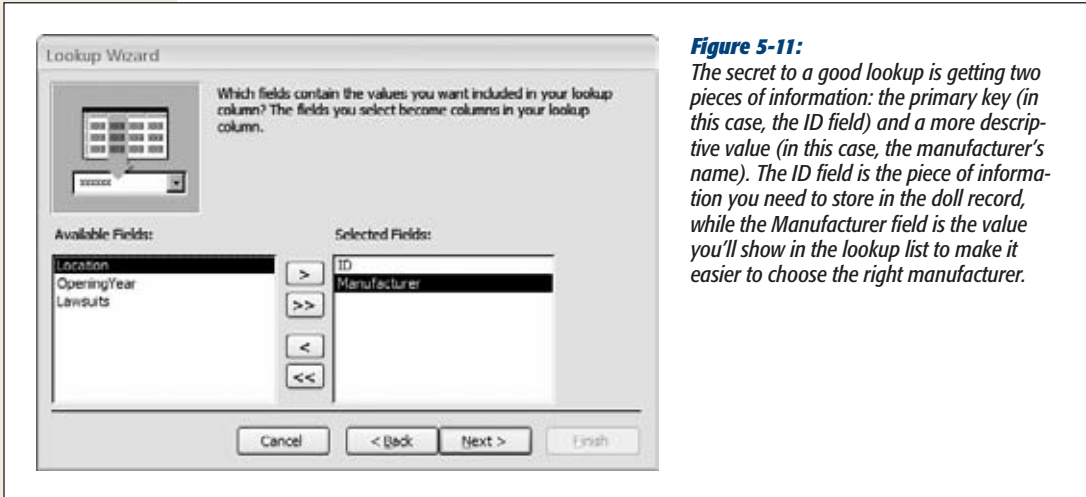 Lookup Wizard
Which fields contain the values you want included in your lookup
column? The fields you select become columns in your lookup
column.
xxxxxx
Available Fields:
Location
OpeningYear
Lawsuits
>
>>
<
<<
Selected Fields:
ID
Manufacturer
Cancel
< Back
Next >
Finish
Figure 5-11:
The secret to a good lookup is getting two
pieces of information: the primary key (in
this case, the ID field) and a more descrip-
tive value (in this case, the manufacturer's
name). The ID field is the piece of informa-
tion you need to store in the doll record,
while the Manufacturer field is the value
you'll show in the lookup list to make it
easier to choose the right manufacturer.